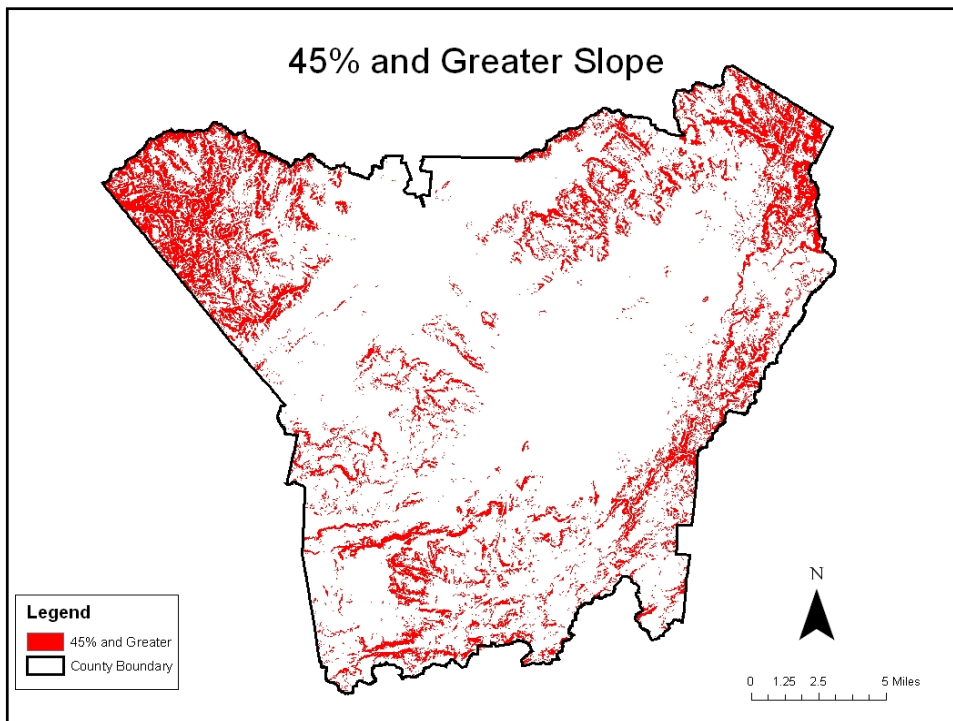 45% and Greater Slope
N
Legend
45% and Greater
County Boundary
0 1.25 2.5 5 Miles